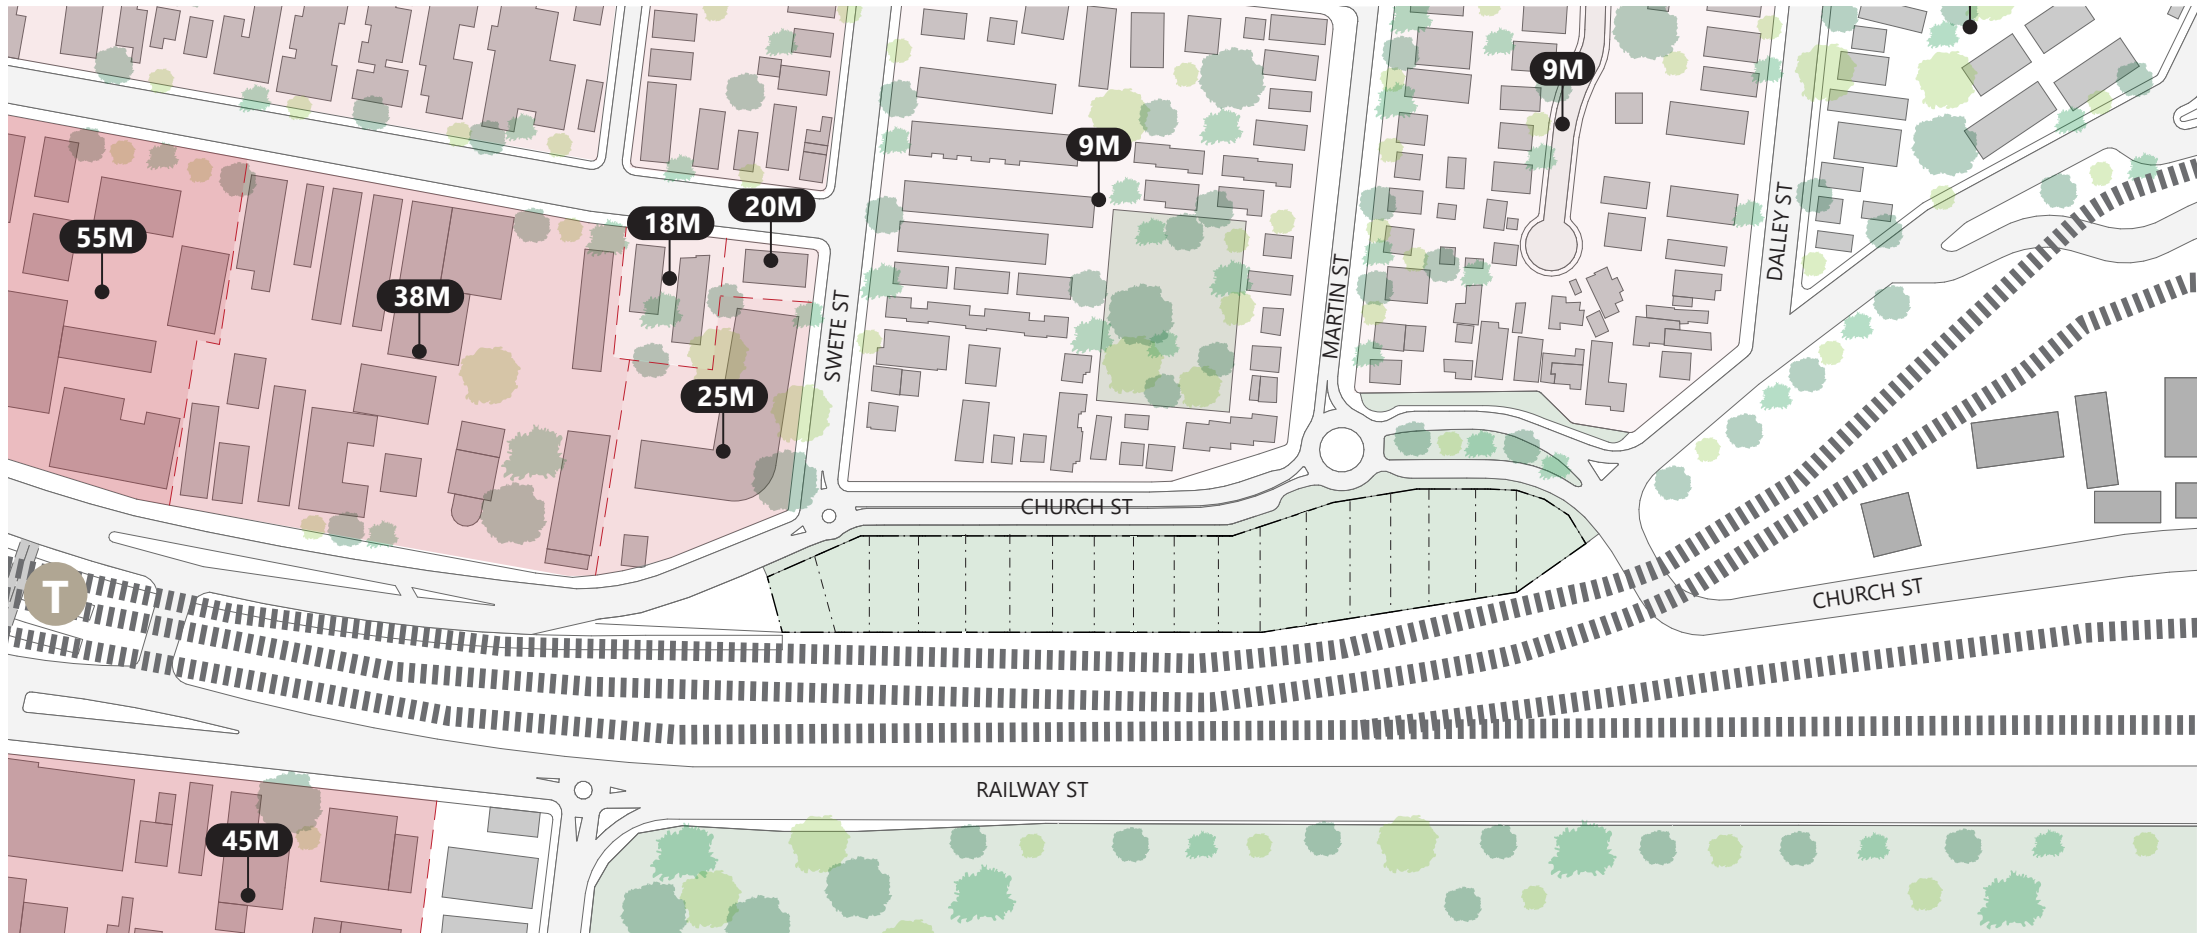 9M
9M
20M
18M
55M
38M
25M
SWETE ST
MARTIN ST
DALLEY ST
CHURCH ST
CHURCH ST
T
RAILWAY ST
45M